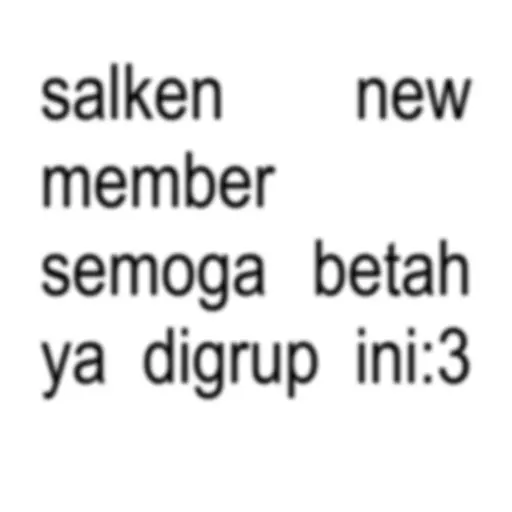 salken new
member
semoga betah
ya digrup ini:3